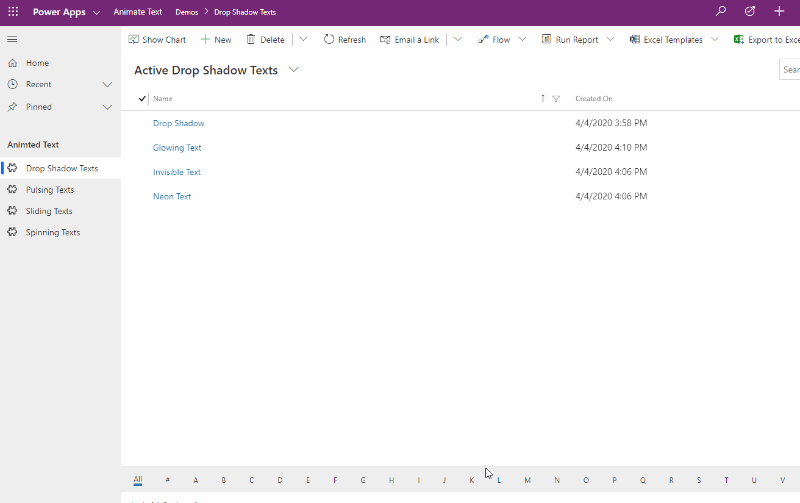 Power Apps Animate Text Demos > Drop Shadow Texts
Show Chart New Delete Refresh Email a Link Flow Run Report Excel Templates Export to Exce
Home
Recent
Pinned
Animted Text
Drop Shadow Texts
Pulsing Texts
Sliding Texts
Spinning Texts
Active Drop Shadow Texts
Sear
Name Created On
Drop Shadow 4/4/2020 3:58 PM
Glowing Text 4/4/2020 4:10 PM
Invisible Text 4/4/2020 4:06 PM
Neon Text 4/4/2020 4:06 PM
All # A B C D E F G H I J K L M N O P Q R S T U V